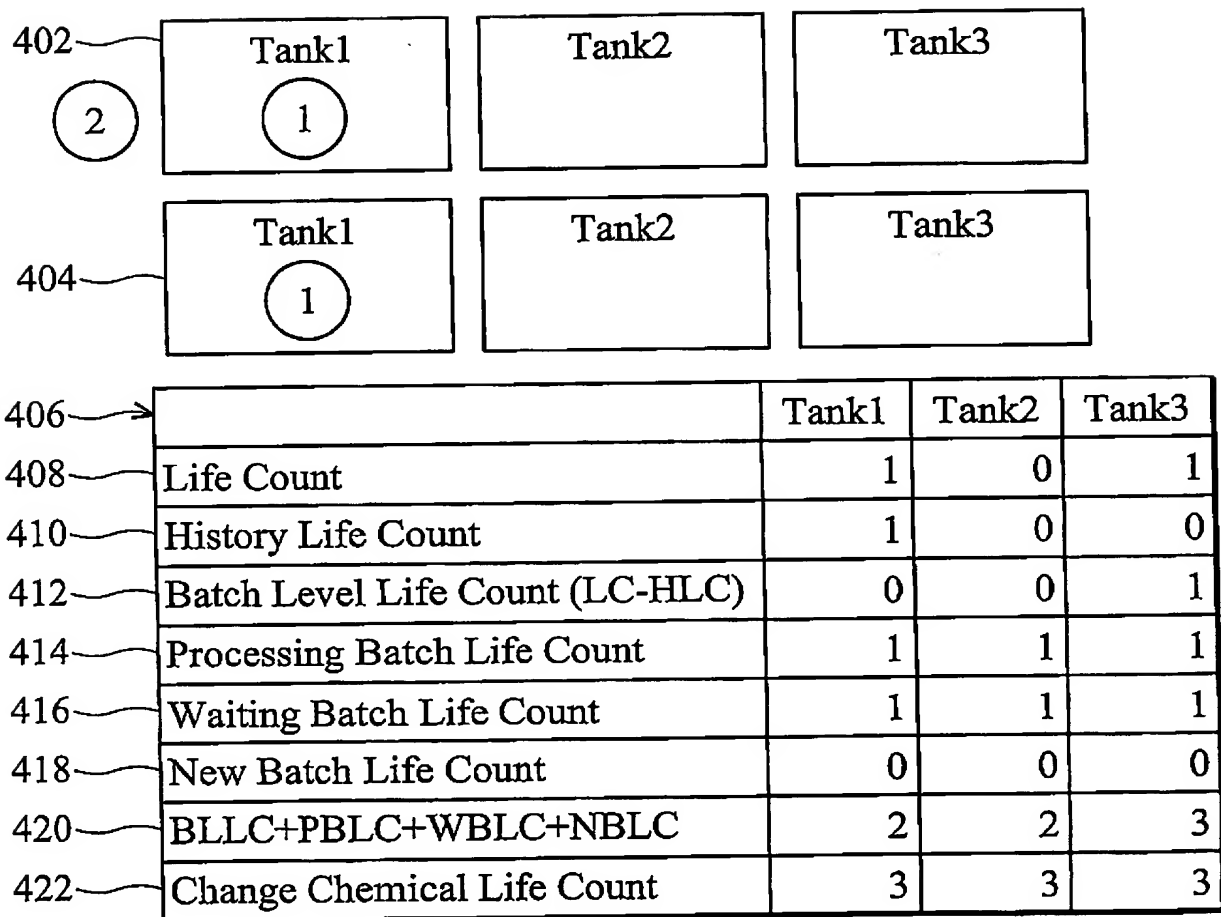 402 Tank1 Tank2 Tank3
2 1
Tank1 Tank2 Tank3
404 1
406 Tank1 Tank2 Tank3
408 Life Count 1 0 1
410 History Life Count 1 0 0
412 Batch Level Life Count (LC-HLC) 0 0 1
414 Processing Batch Life Count 1 1 1
416 Waiting Batch Life Count 1 1 1
418 New Batch Life Count 0 0 0
420 BLLC+PBLC+WBLC+NBLC 2 2 3
422 Change Chemical Life Count 3 3 3